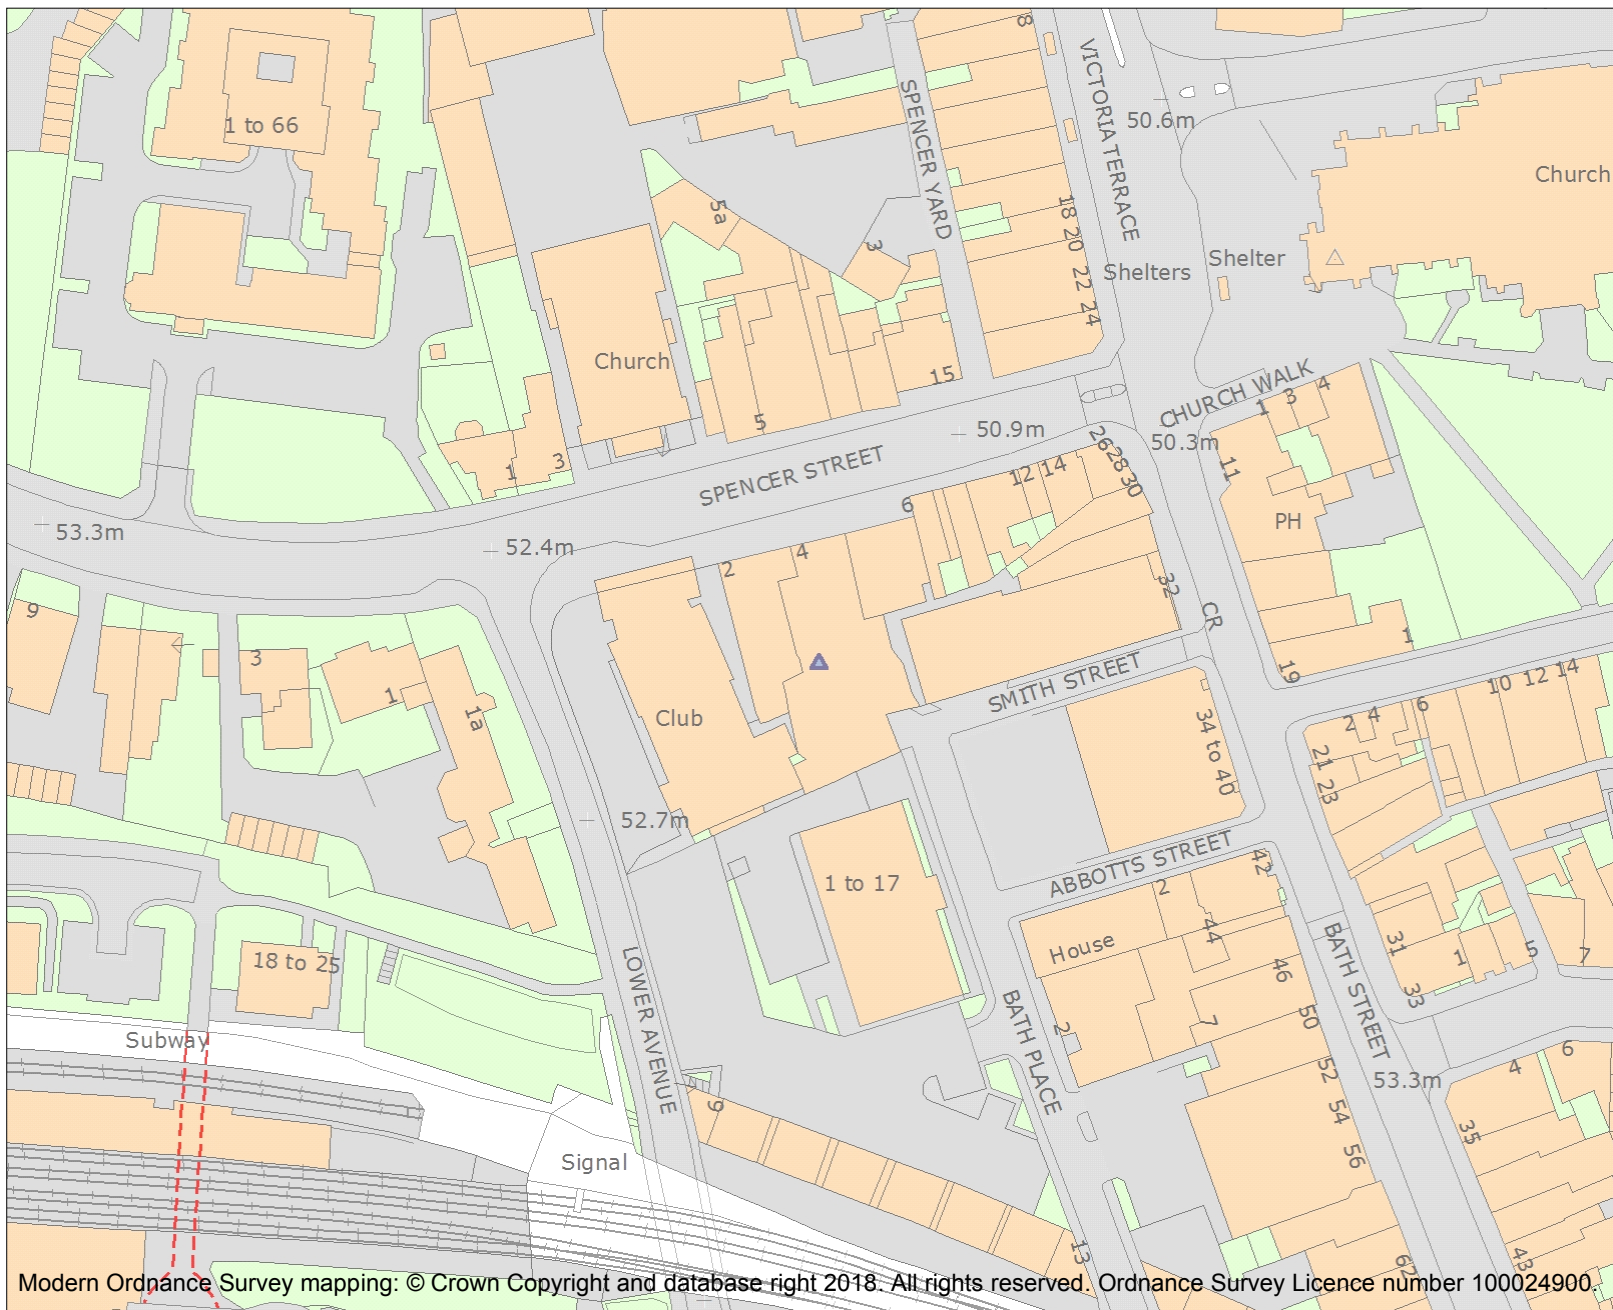 8
VICTORIA TERRACE
50.6m
1 to 66
SPENCER YARD
Church
5a
18
20
3
Shelters
Shelter
22
24
Church
15
CHURCH WALK
1
3
4
5
50.9m
50.3m
26
28
30
11
1
3
SPENCER STREET
12
14
6
PH
53.3m
52.4m
4
2
32
9
CR
1
3
SMITH STREET
19
1
1a
Club
10
12
14
6
2
4
34 to 40
21
23
52.7m
ABBOTTS STREET
42
1 to 17
2
44
House
31
1
5
7
BATH STREET
18 to 25
LOWER AVENUE
46
33
BATH PLACE
2
7
50
Subway
6
4
52
53.3m
9
54
35
56
Signal
13
62
43
Modern Ordnance Survey mapping: © Crown Copyright and database right 2018. All rights reserved. Ordnance Survey Licence number 100024900.